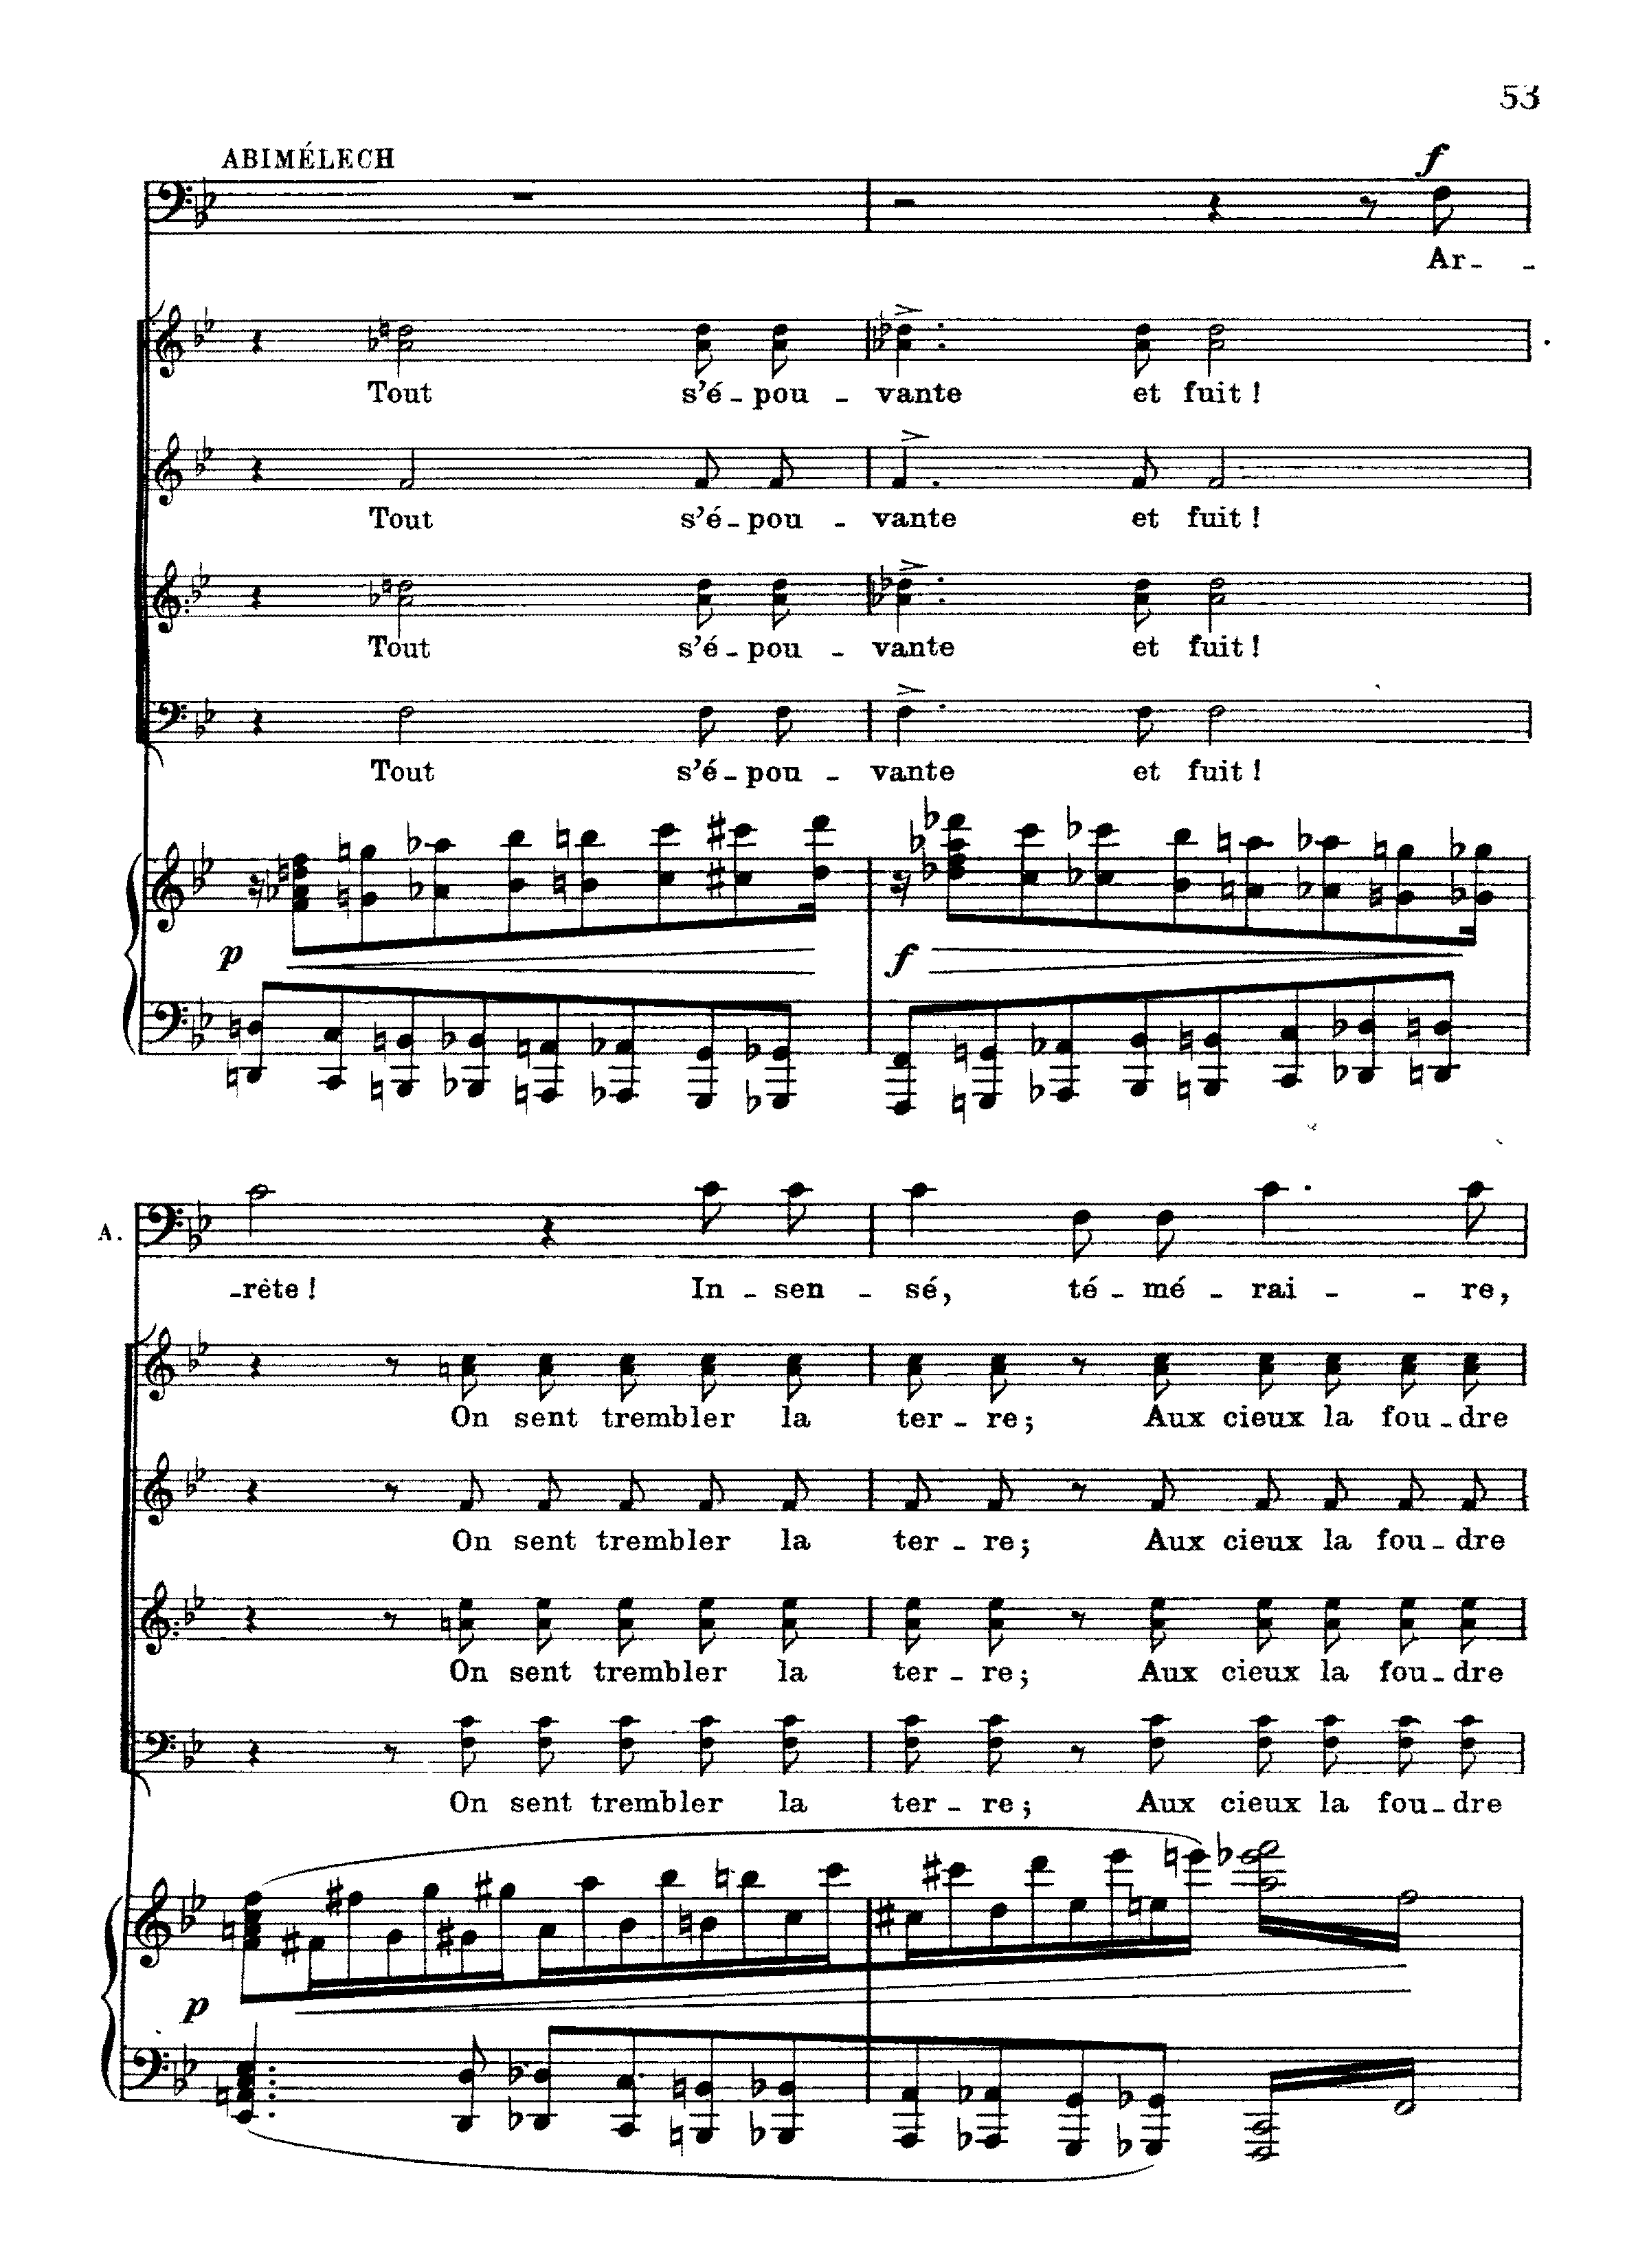 53
ABIMÉLECH
f
Ar - -
Tout s'é - pou - vante et fuit !
Tout s'é - pou - vante et fuit !
Tout s'é - pou - vante et fuit !
Tout s'é - pou - vante et fuit !
p f
A.
-rète ! In - sen - sé, té - mé - rai - - re,
On sent trembler la ter - re; Aux cieux la fou - dre
On sent trembler la ter - re; Aux cieux la fou - dre
On sent trembler la ter - re; Aux cieux la fou - dre
On sent trembler la ter - re; Aux cieux la fou - dre
p